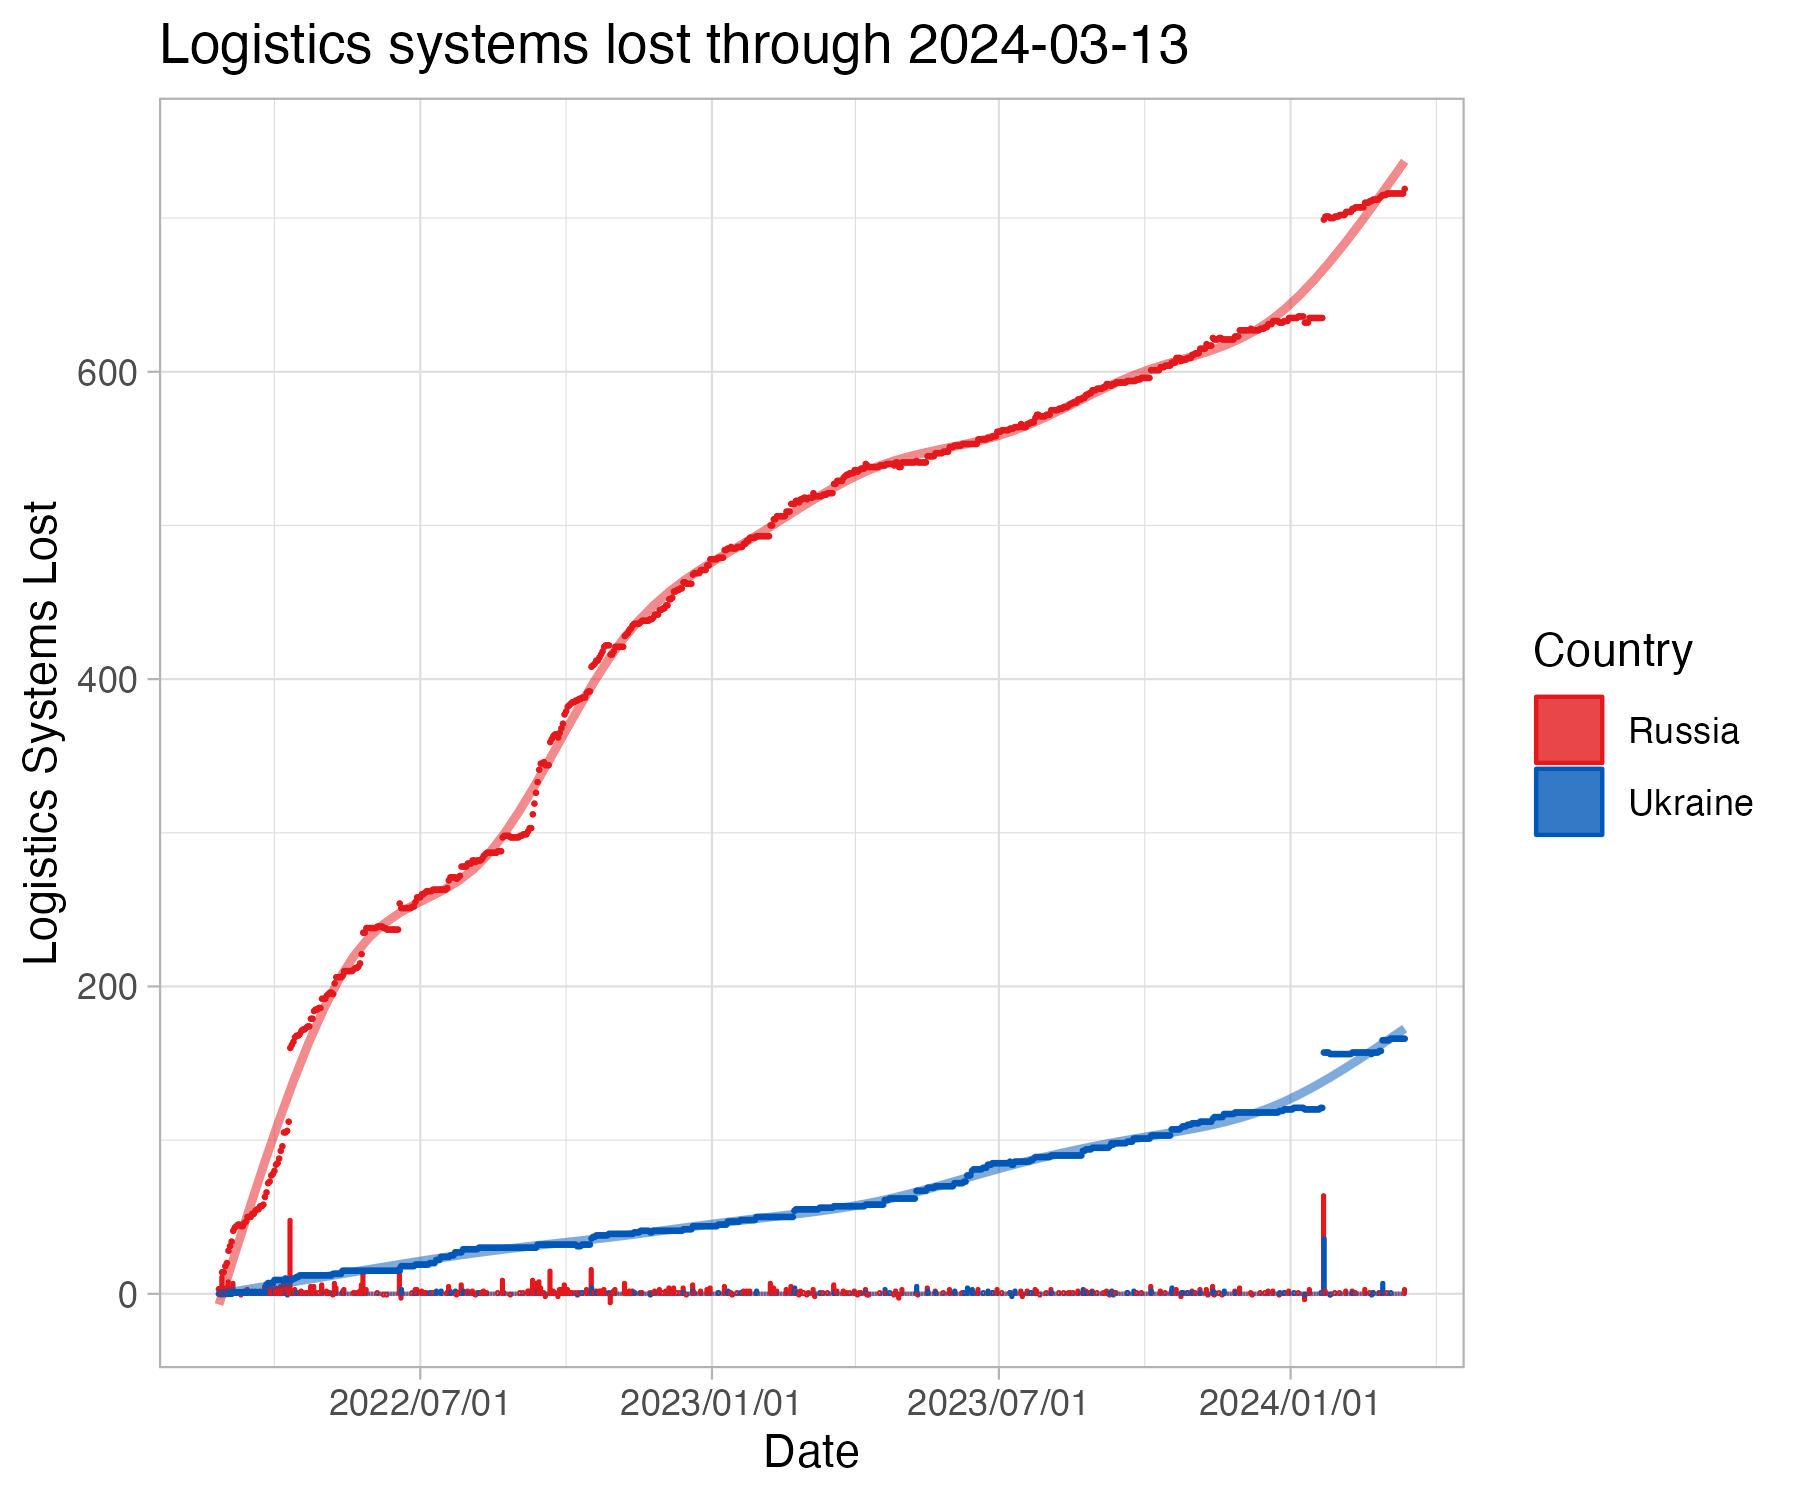 Logistics systems lost through 2024-03-13
Logistics Systems Lost
600
400
200
0
2022/07/01
2023/01/01
2023/07/01
2024/01/01
Date
Country
Russia
Ukraine